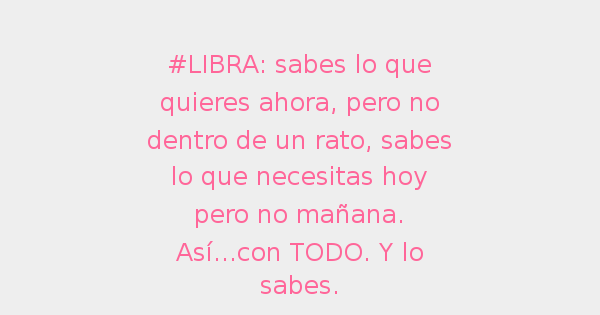 #LIBRA: sabes lo que
quieres ahora, pero no
dentro de un rato, sabes
lo que necesitas hoy
pero no mañana.
Así...con TODO. Y lo
sabes.